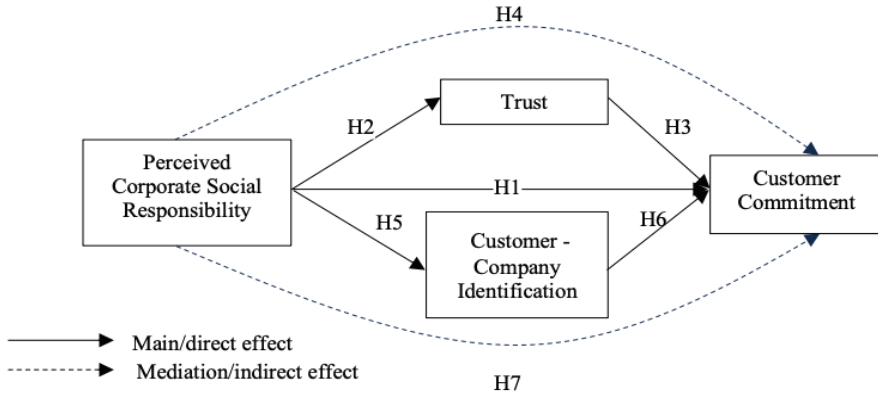 H4
Trust
H2
H3
Perceived
Corporate Social
Responsibility
H1
Customer
Commitment
H5
H6
Customer -
Company
Identification
Main/direct effect
Mediation/indirect effect
H7